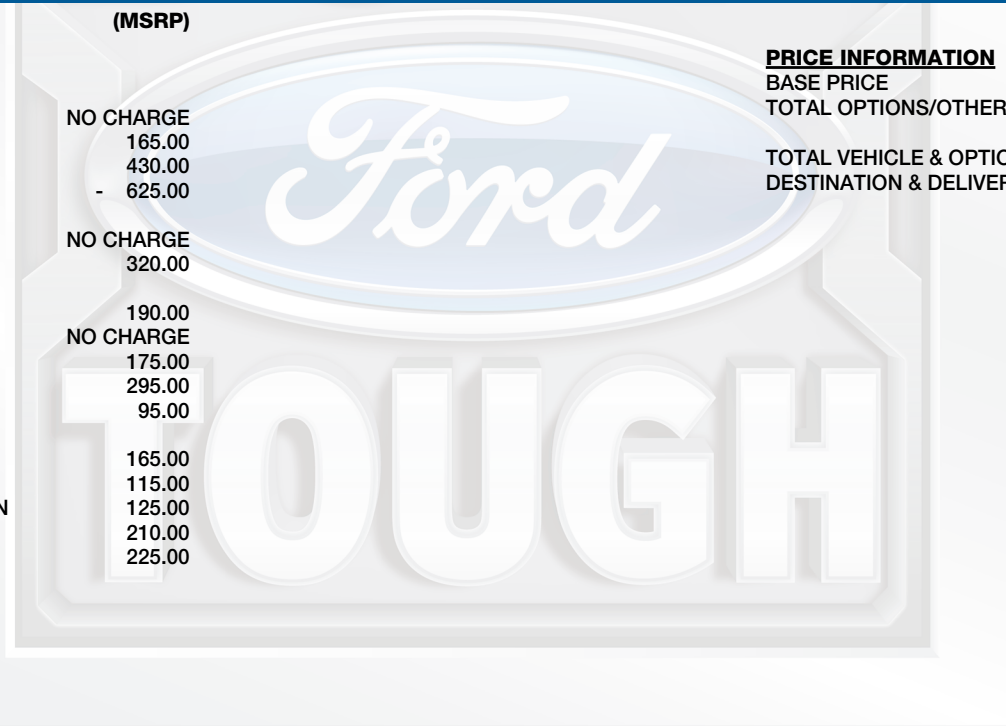 (MSRP)
NO CHARGE
165.00
430.00
- 625.00
NO CHARGE
320.00
190.00
NO CHARGE
175.00
295.00
95.00
165.00
115.00
N 125.00
210.00
225.00
PRICE INFORMATION
BASE PRICE
TOTAL OPTIONS/OTHER
TOTAL VEHICLE & OPTIO
DESTINATION & DELIVER
Ford
TOUGH